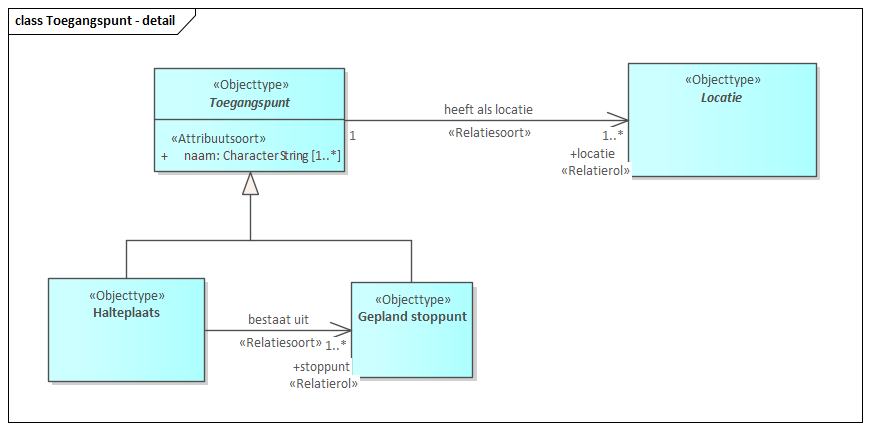 class Toegangspunt - detail
«Objecttype»
Toegangspunt
«Attribuutsoort»
+ naam: CharacterString [1..*]
1
heeft als locatie
«Relatiesoort»
1..*
+locatie
«Relatierol»
«Objecttype»
Locatie
«Objecttype»
Halteplaats
bestaat uit
«Relatiesoort»
1..*
+stoppunt
«Relatierol»
«Objecttype»
Gepland stoppunt